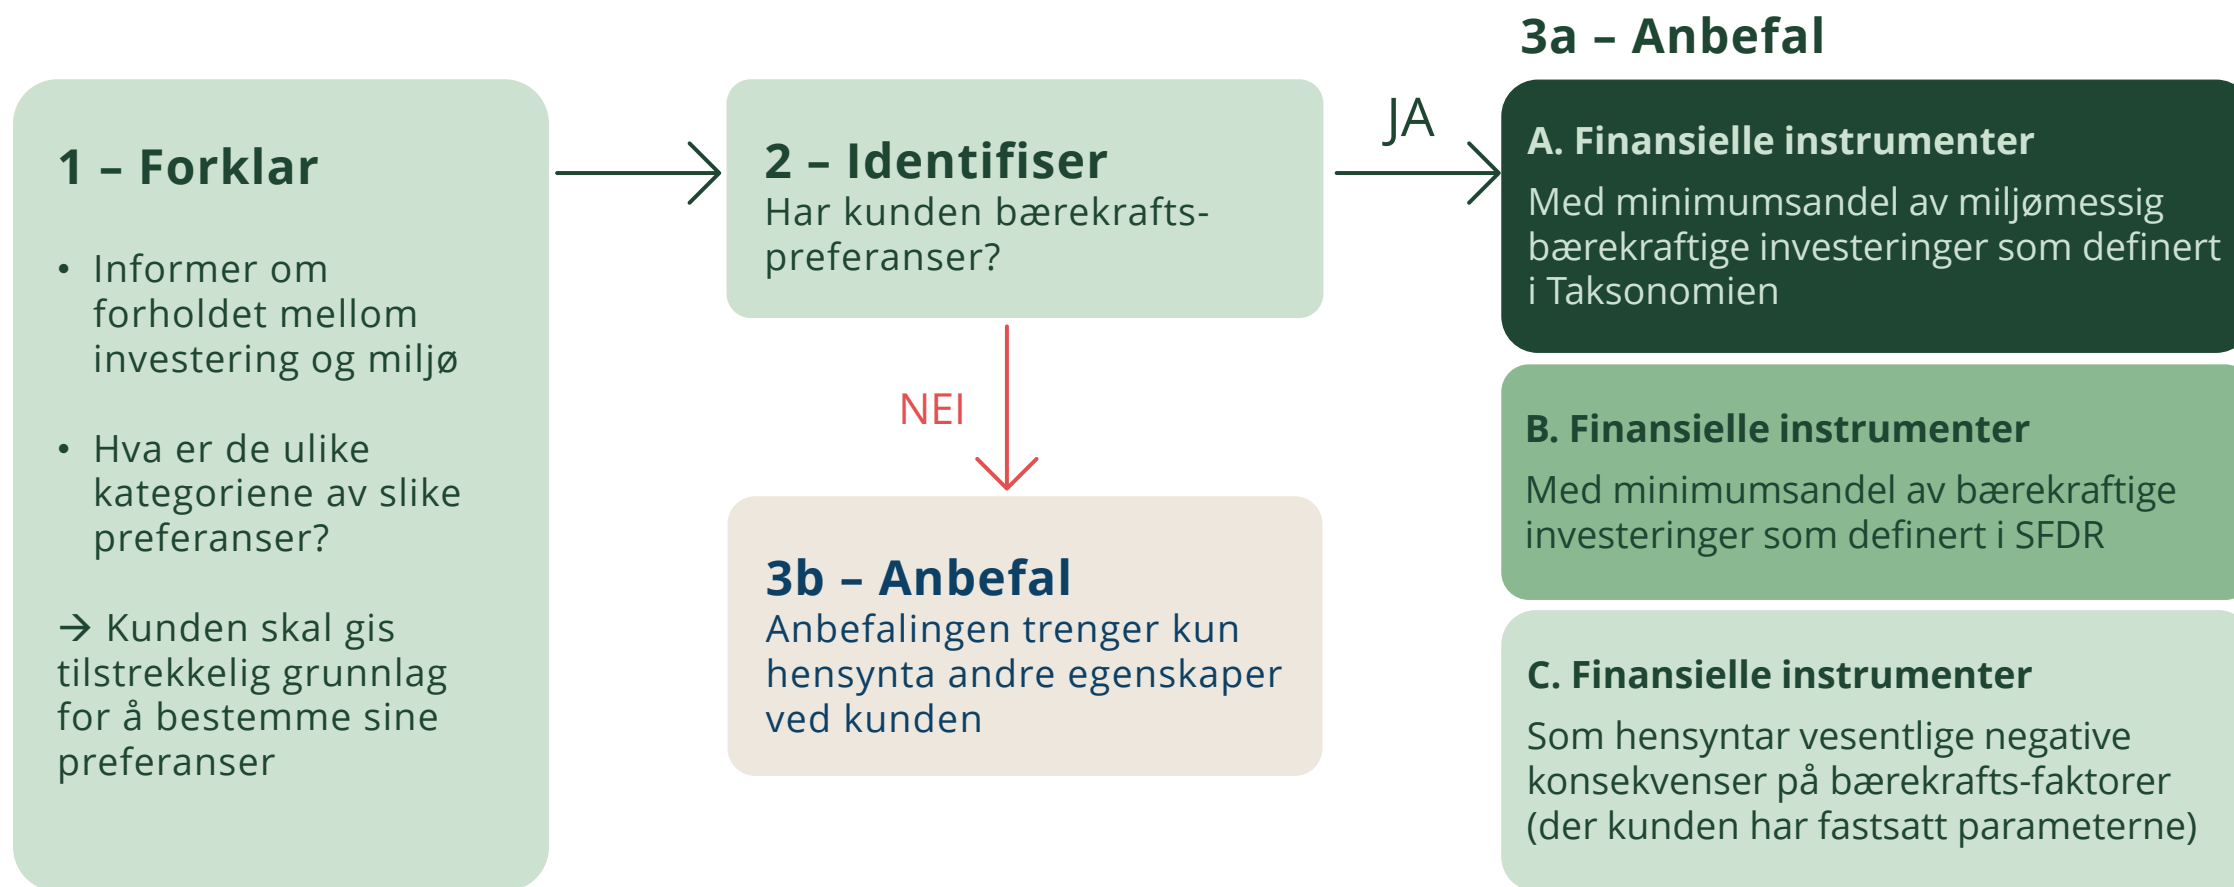 1 – Forklar
• Informer om
forholdet mellom
investering og miljø
• Hva er de ulike
kategoriene av slike
preferanser?
→ Kunden skal gis
tilstrekkelig grunnlag
for å bestemme sine
preferanser
2 – Identifiser
Har kunden bærekrafts-
preferanser?
NEI
3b – Anbefal
Anbefalingen trenger kun
hensynta andre egenskaper
ved kunden
JA
3a – Anbefal
A. Finansielle instrumenter
Med minimumsandel av miljømessig
bærekraftige investeringer som definert
i Taksonomien
B. Finansielle instrumenter
Med minimumsandel av bærekraftige
investeringer som definert i SFDR
C. Finansielle instrumenter
Som hensyntar vesentlige negative
konsekvenser på bærekrafts-faktorer
(der kunden har fastsatt parameterne)